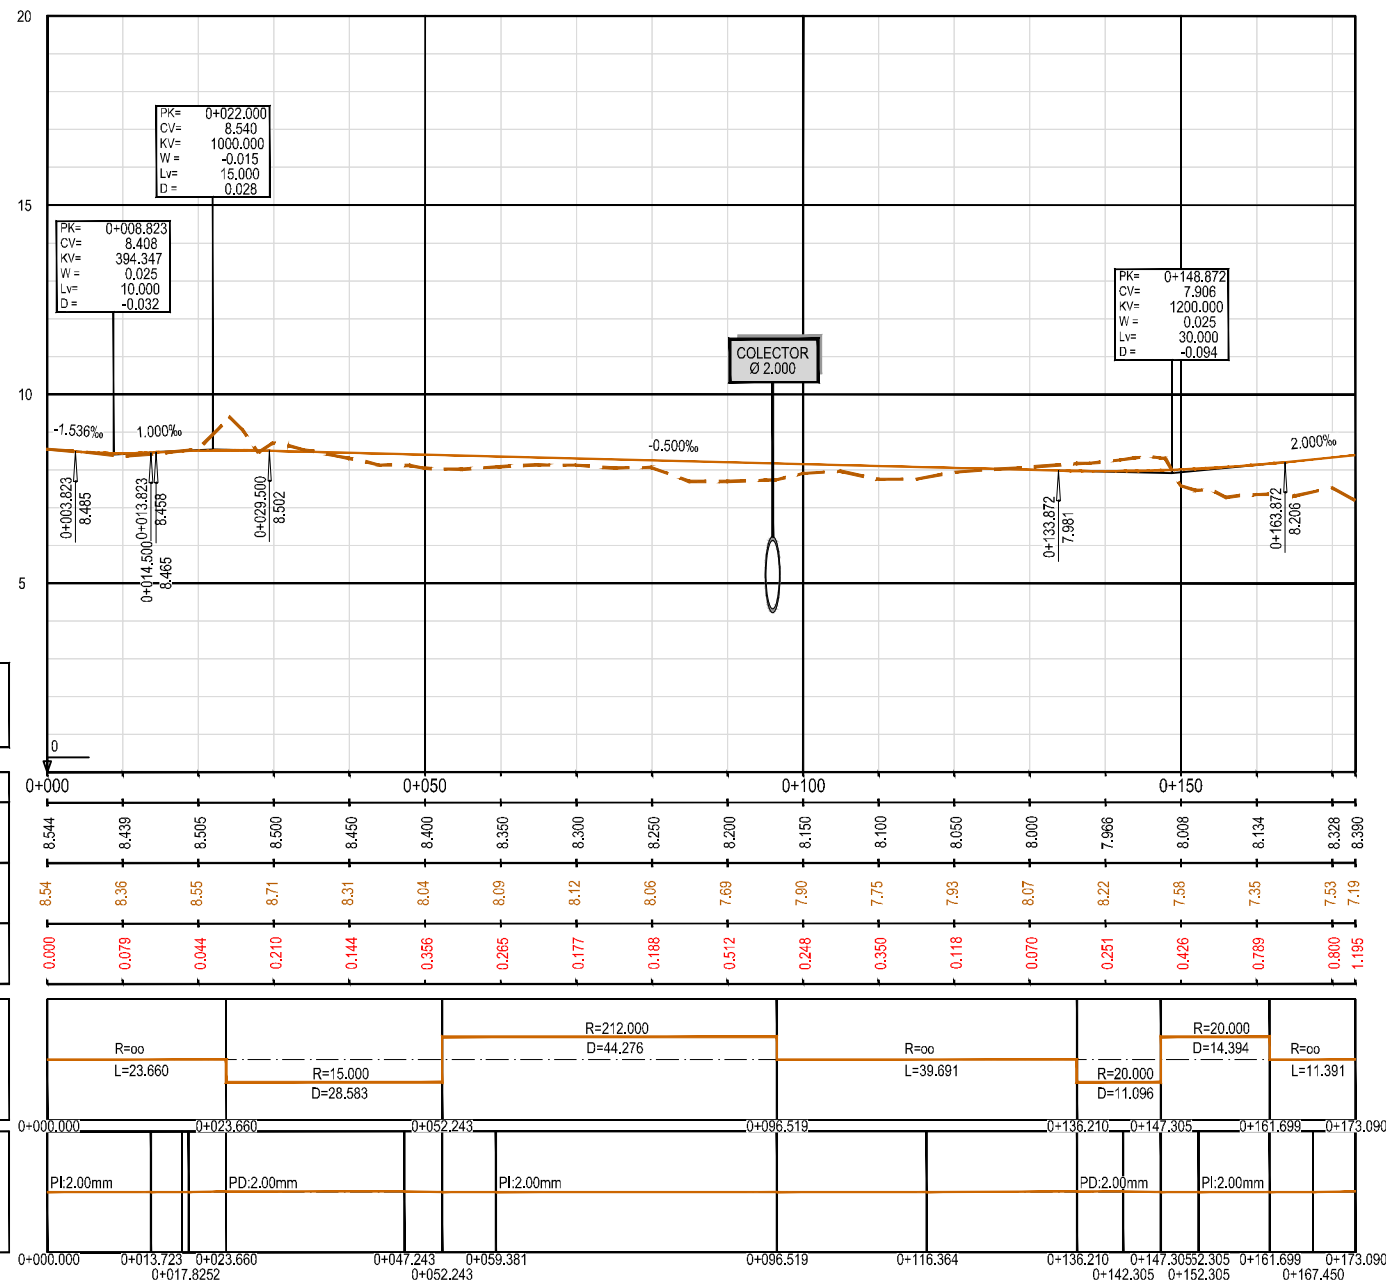 20
15
10
5
0
PK= 0+022.000
CV= 8.540
KV= 1000.000
W = -0.015
Lv= 15.000
D = 0.028
PK= 0+008.823
CV= 8.408
KV= 394.347
W = 0.025
Lv= 10.000
D = -0.032
PK= 0+148.872
CV= 7.906
KV= 1200.000
W = 0.025
Lv= 30.000
D = -0.094
COLECTOR
Ø 2.000
-1.536‰
1.000‰
-0.500‰
2.000‰
0+003.823
8.485
0+013.823
8.458
0+014.500
8.465
0+029.500
8.502
0+133.872
7.981
0+163.872
8.206
0+000 0+050 0+100 0+150
8.544 8.439 8.505 8.500 8.450 8.400 8.350 8.300 8.250 8.200 8.150 8.100 8.050 8.000 7.966 8.008 8.134 8.328 8.390
8.54 8.36 8.55 8.71 8.31 8.04 8.09 8.12 8.06 7.69 7.90 7.75 7.93 8.07 8.22 7.58 7.35 7.53 7.19
0.000 0.079 0.044 0.210 0.144 0.356 0.265 0.177 0.188 0.512 0.248 0.350 0.118 0.070 0.251 0.426 0.789 0.800 1.195
R=oo
L=23.660
R=15.000
D=28.583
R=212.000
D=44.276
R=oo
L=39.691
R=20.000
D=11.096
R=20.000
D=14.394
R=oo
L=11.391
0+000.000 0+023.660 0+052.243 0+096.519 0+136.210 0+147.305 0+161.699 0+173.090
PI:2.00mm PD:2.00mm PI:2.00mm PD:2.00mm PI:2.00mm
0+000.000 0+013.723 0+023.660 0+047.243 0+059.381 0+096.519 0+116.364 0+136.210 0+147.305 0+161.699 0+173.090
0+052.243 0+142.305 0+152.305 0+167.450